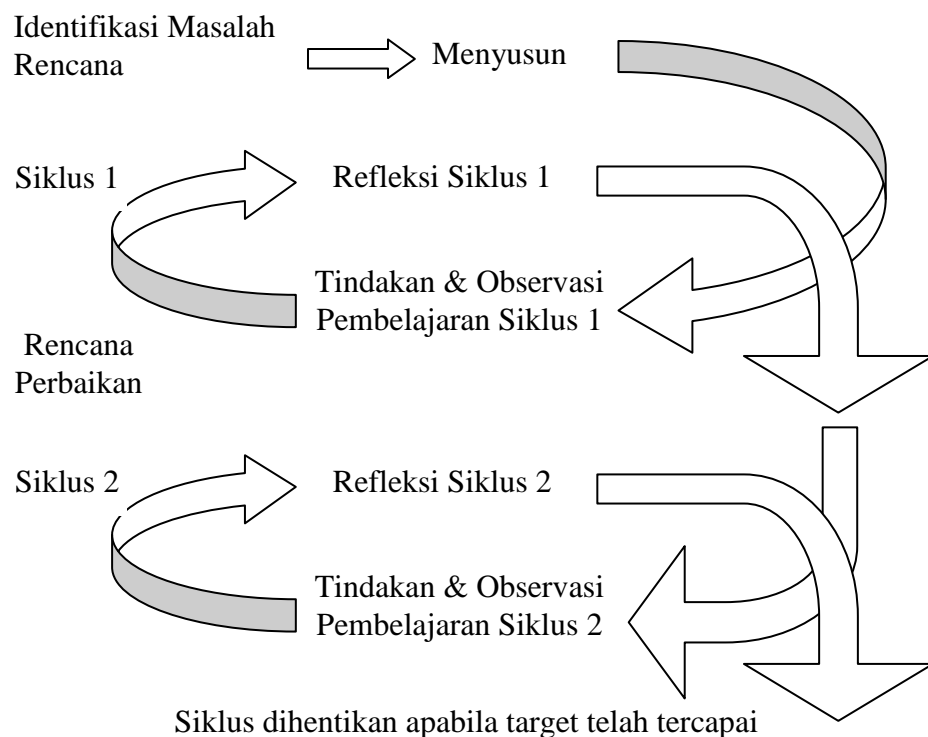 Identifikasi Masalah
Rencana
Menyusun
Siklus 1
Refleksi Siklus 1
Tindakan & Observasi
Pembelajaran Siklus 1
Rencana
Perbaikan
Siklus 2
Refleksi Siklus 2
Tindakan & Observasi
Pembelajaran Siklus 2
Siklus dihentikan apabila target telah tercapai